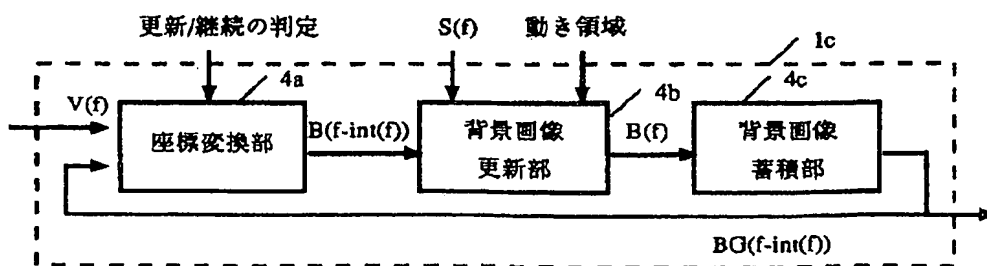 更新/継続の判定
S(f)
動き領域
1c
V(f)
4a
座標変換部
B(f-int(f))
4b
背景画像
更新部
B(f)
4c
背景画像
蓄積部
BG(f-int(f))